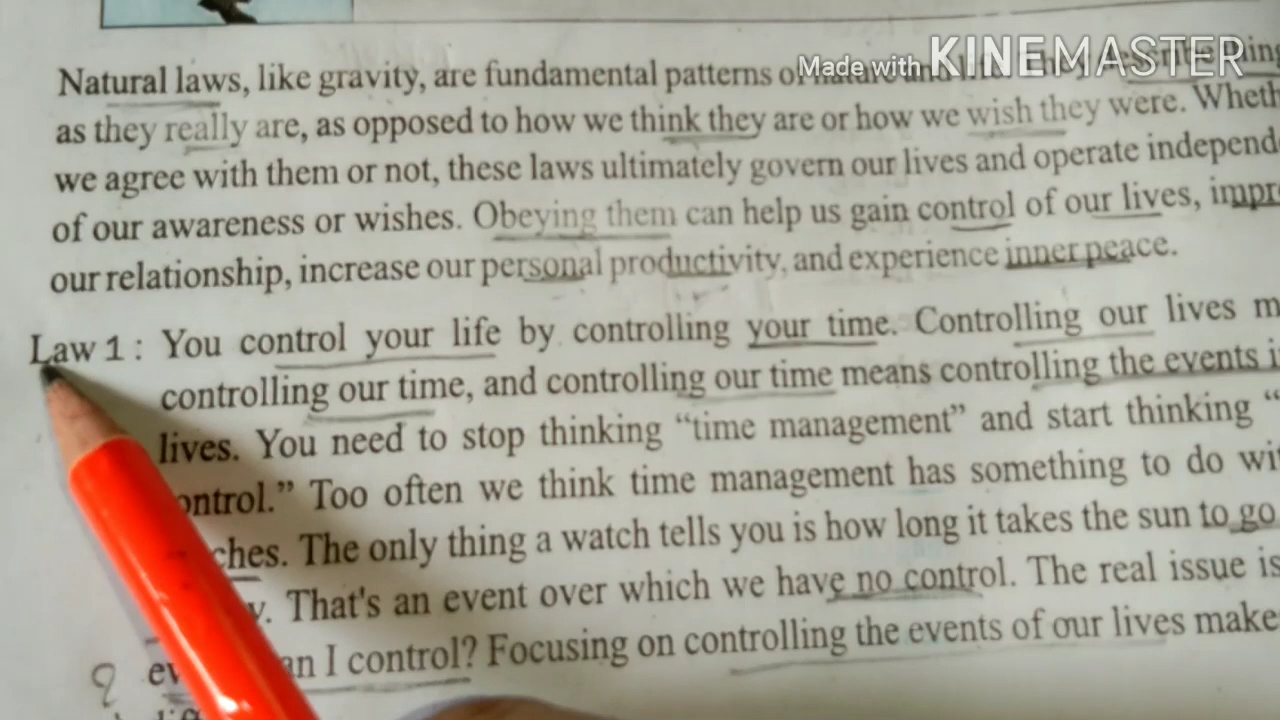 Made with KINEMASTER
Natural laws, like gravity, are fundamental patterns of nature and
as they really are, as opposed to how we think they are or how we wish they were.
we agree with them or not, these laws ultimately govern our lives and operate
of our awareness or wishes. Obeying them can help us gain control of our lives,
our relationship, increase our personal productivity, and experience inner peace.
Law 1 : You control your life by controlling your time. Controlling our lives
controlling our time, and controlling our time means controlling the events
lives. You need to stop thinking “time management” and start thinking “
ontrol.” Too often we think time management has something to do
ches. The only thing a watch tells you is how long it takes the sun to go
. That's an event over which we have no control. The real issue is
an I control? Focusing on controlling the events of our lives make